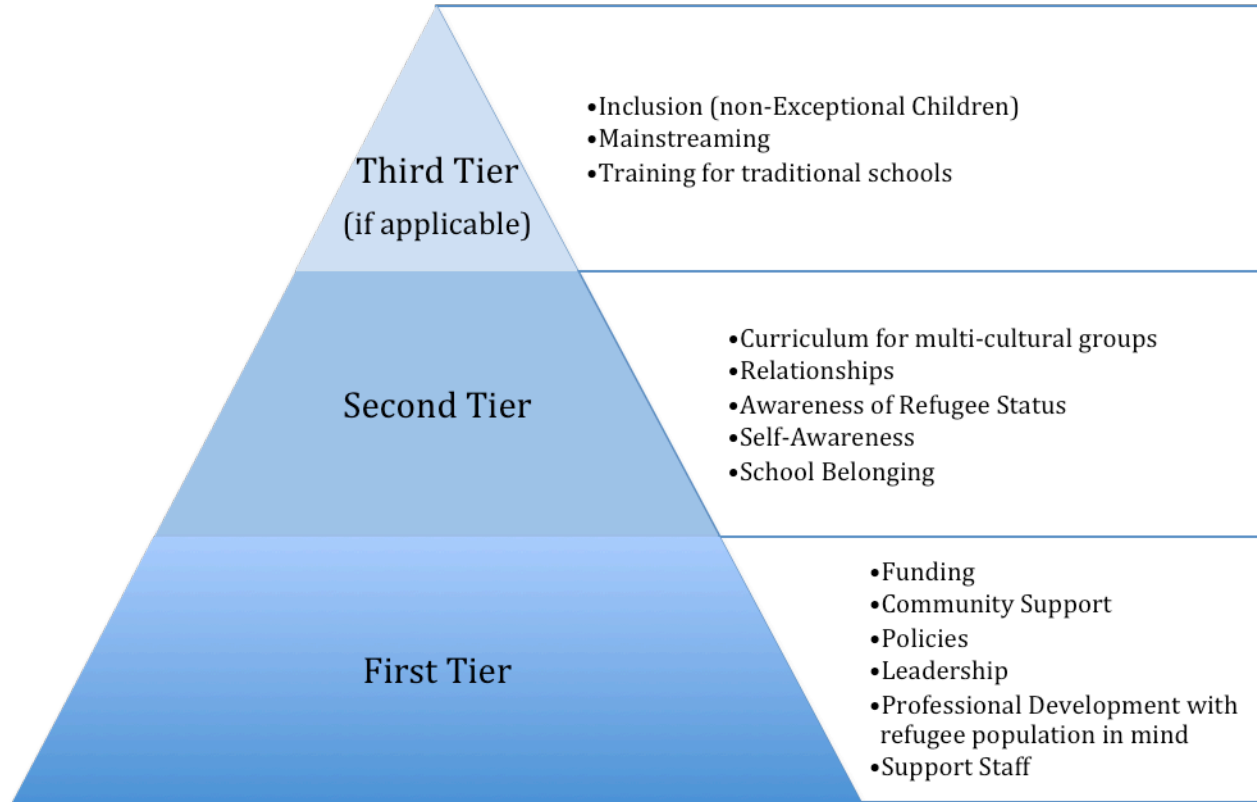 Third Tier
(if applicable)
•Inclusion (non-Exceptional Children)
•Mainstreaming
•Training for traditional schools
Second Tier
•Curriculum for multi-cultural groups
•Relationships
•Awareness of Refugee Status
•Self-Awareness
•School Belonging
First Tier
•Funding
•Community Support
•Policies
•Leadership
•Professional Development with
refugee population in mind
•Support Staff